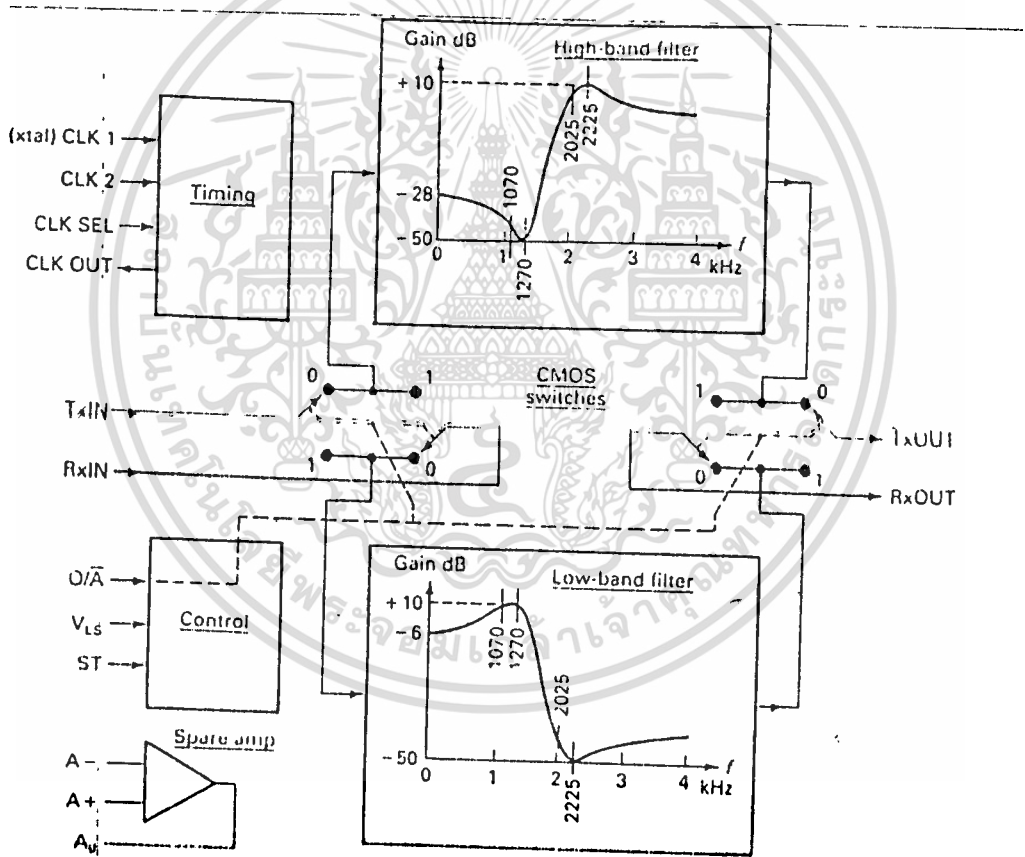 Gain dB
High-band filter
+10
2025
2225
1070
-28
-50
0
1
2
3
4
f
kHz
1270
(xtal) CLK 1
CLK 2
CLK SEL
CLK OUT
Timing
0
1
CMOS
switches
1
0
TxIN
TxOUT
1
0
0
1
RxIN
RxOUT
O/A̅
V_LS
ST
Control
Gain dB
Low-band filter
+10
-6
1070
1270
2025
-50
0
1
2
3
4
f
kHz
2225
Spare amp
A-
A+